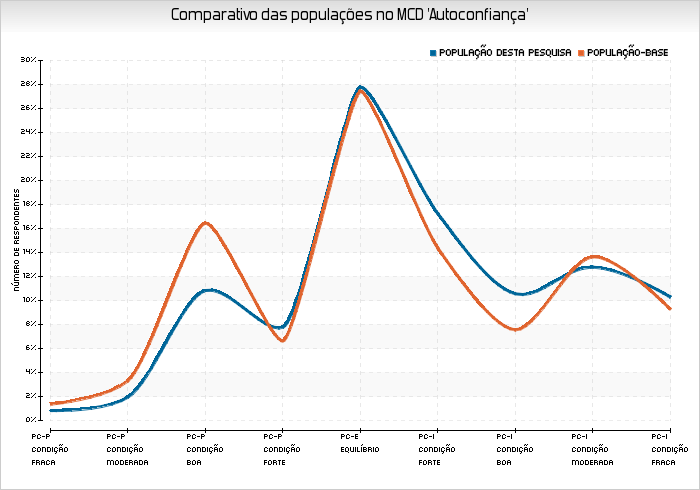 Comparativo das populações no MCD 'Autoconfiança'
POPULAÇÃO DESTA PESQUISA
POPULAÇÃO-BASE
30%
28%
26%
24%
22%
20%
18%
16%
14%
12%
10%
8%
6%
4%
2%
0%
NÚMERO DE RESPONDENTES
PC-P
CONDIÇÃO
FRACA
PC-P
CONDIÇÃO
MODERADA
PC-P
CONDIÇÃO
BOA
PC-P
CONDIÇÃO
FORTE
PC-E
EQUILÍBRIO
PC-I
CONDIÇÃO
FORTE
PC-I
CONDIÇÃO
BOA
PC-I
CONDIÇÃO
MODERADA
PC-I
CONDIÇÃO
FRACA